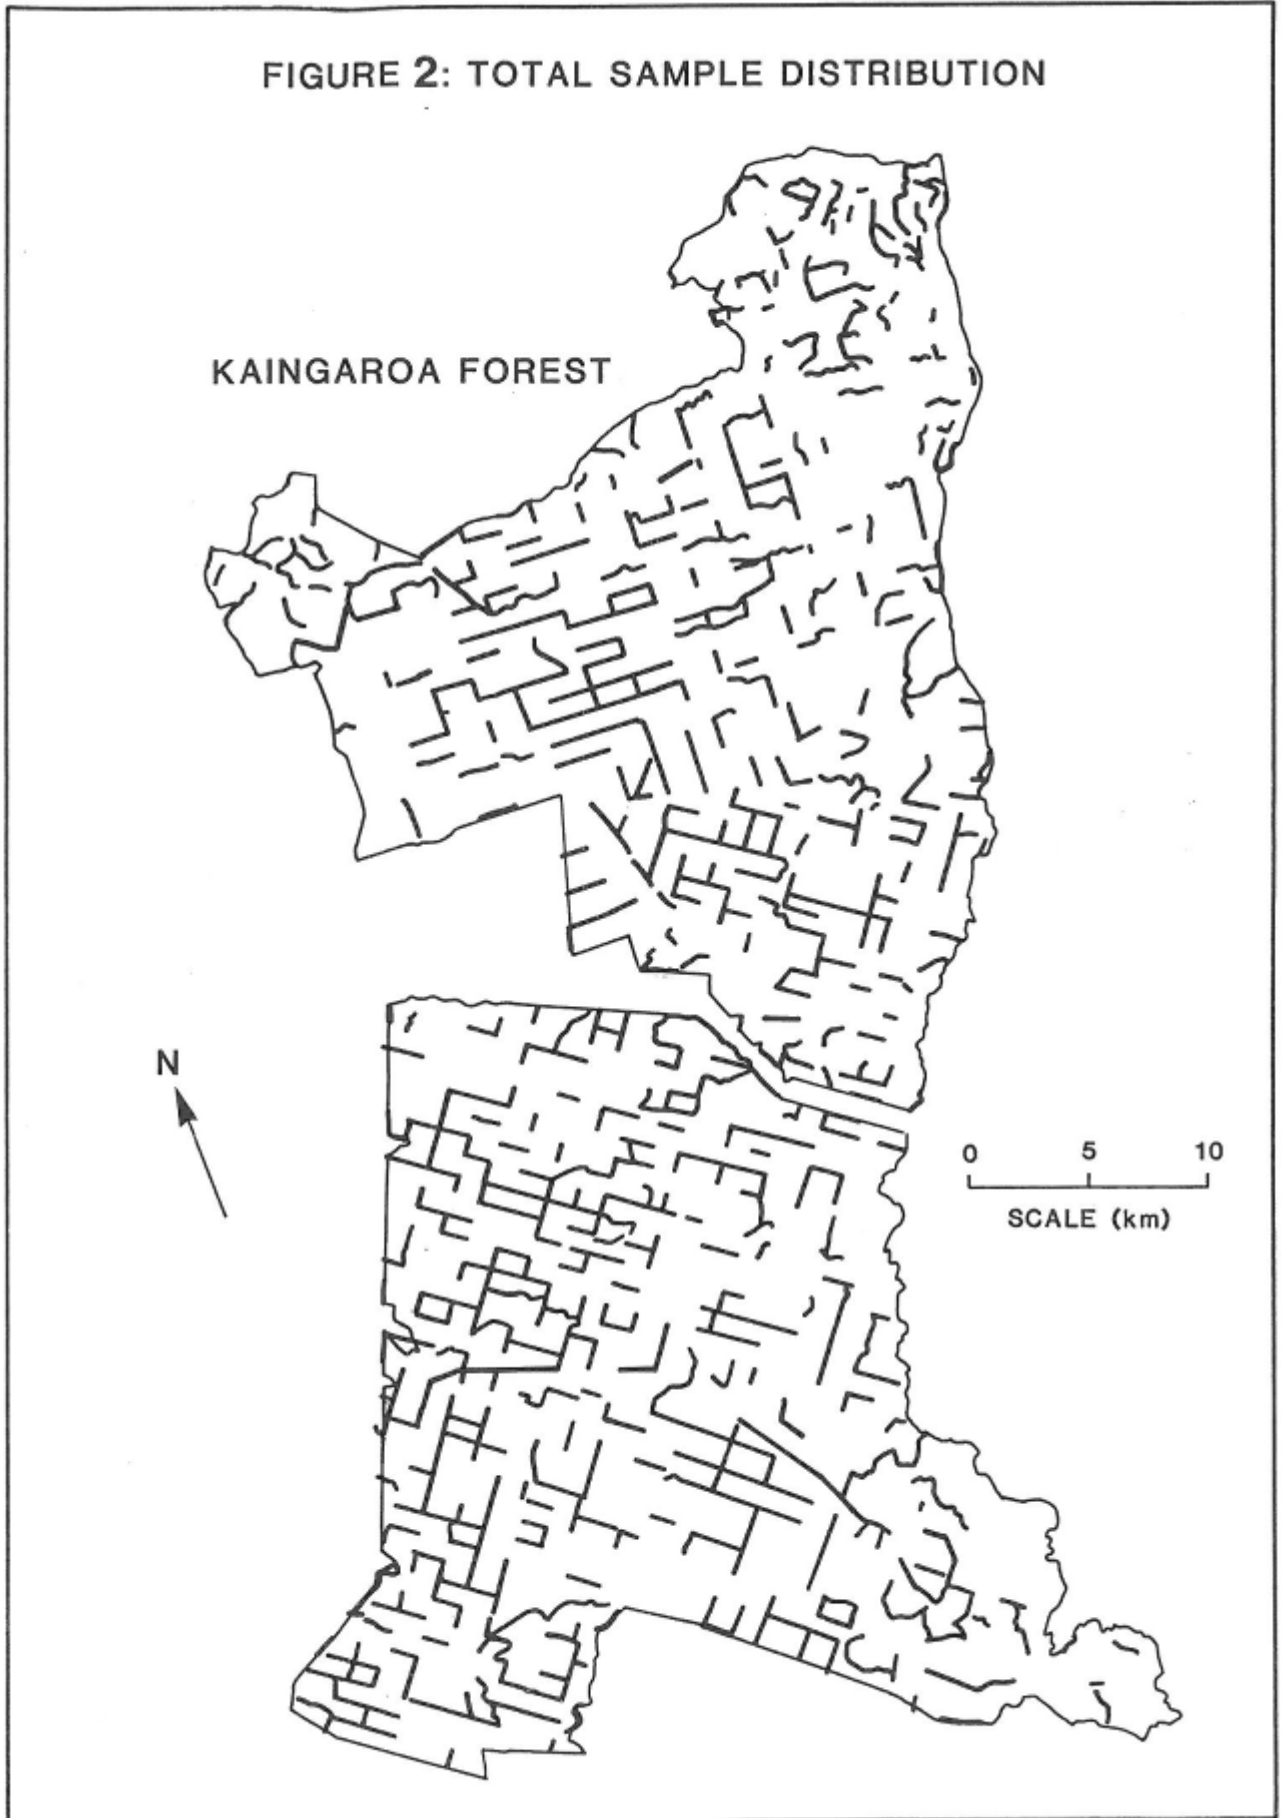 FIGURE 2: TOTAL SAMPLE DISTRIBUTION
KAINGAROA FOREST
N
0 5 10
SCALE (km)